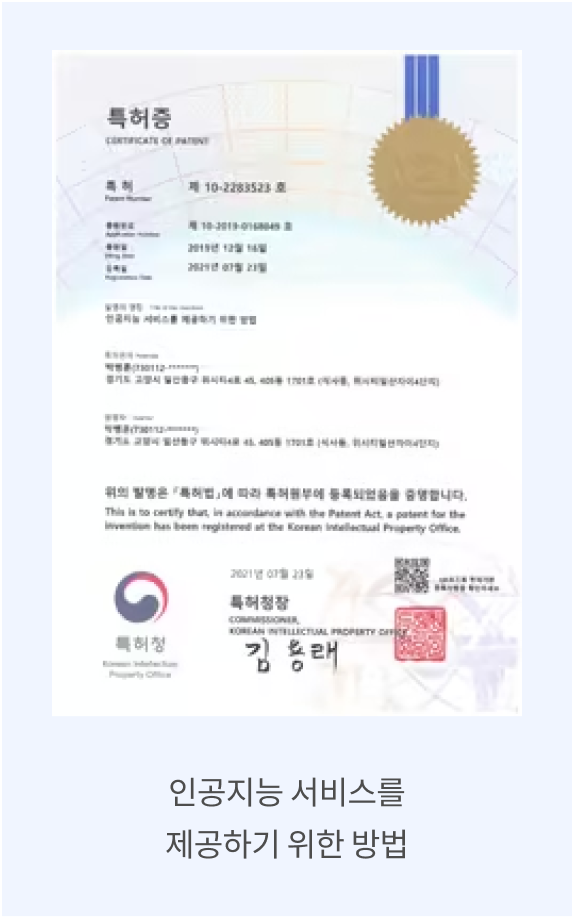 특허증
CERTIFICATE OF PATENT
특 허
Patent Number
제 10-2283523 호
출원번호
Application Number
제 10-2019-0168049 호
출원일
Filing Date
2019년 12월 16일
등록일
Registration Date
2021년 07월 23일
발명의 명칭 Title of the Invention
인공지능 서비스를 제공하기 위한 방법
특허권자 Patentee
(730112-*******)
경기도 고양시 일산동구 위시티4로 45, 405동 1701호 (식사동, 위시티일산자이4단지)
발명자 Inventor
(730112-*******)
경기도 고양시 일산동구 위시티4로 45, 405동 1701호 (식사동, 위시티일산자이4단지)
위의 발명은 「특허법」에 따라 특허원부에 등록되었음을 증명합니다.
This is to certify that, in accordance with the Patent Act, a patent for the
invention has been registered at the Korean Intellectual Property Office.
2021년 07월 23일
특허청장
COMMISSIONER,
KOREAN INTELLECTUAL PROPERTY OFFICE
김용래
특허청
Korean Intellectual
Property Office
인공지능 서비스를
제공하기 위한 방법